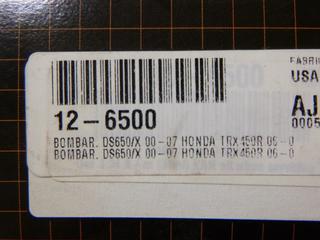 FABRI
USA
AJ
0005
12-6500
BOMBAR. DS650/X 00-07 HONDA TRX450R 06-0
BOMBAR. DS650/X 00-07 HONDA TRX450R 06-0